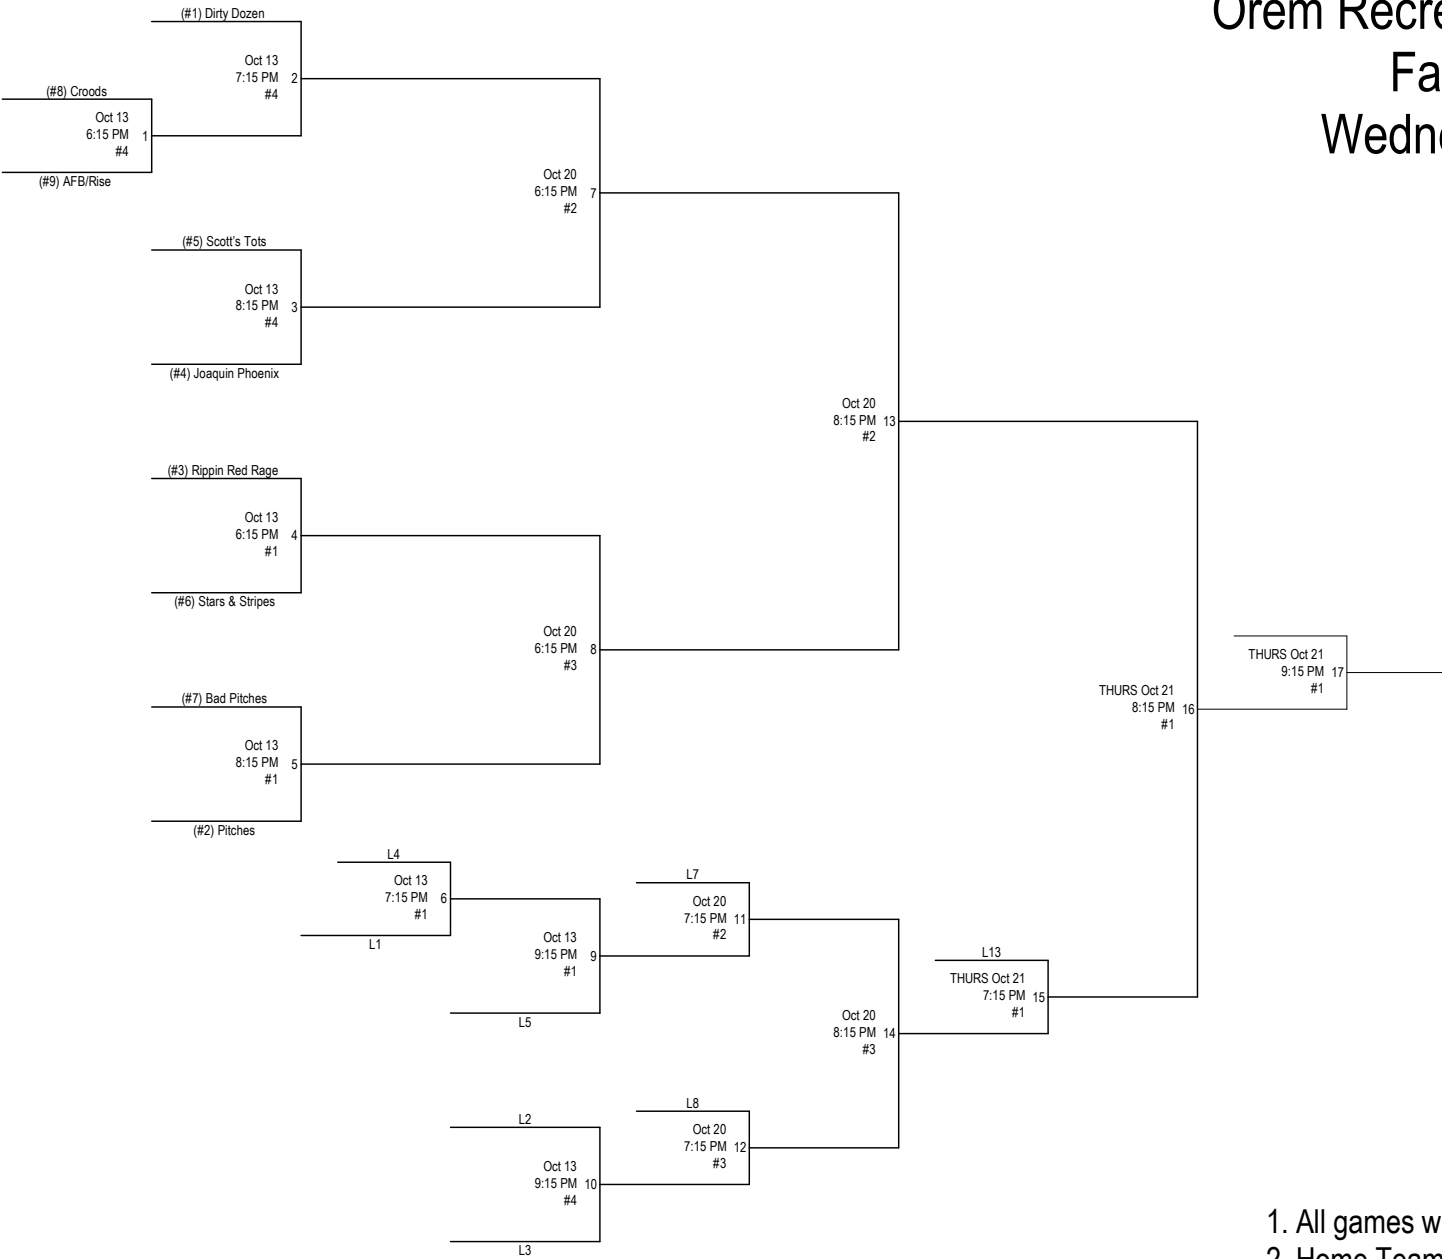 Orem Recre
Fa
Wedne
(#1) Dirty Dozen
Oct 13
7:15 PM 2
#4
(#8) Croods
Oct 13
6:15 PM 1
#4
(#9) AFB/Rise
Oct 20
6:15 PM 7
#2
(#5) Scott's Tots
Oct 13
8:15 PM 3
#4
(#4) Joaquin Phoenix
Oct 20
8:15 PM 13
#2
(#3) Rippin Red Rage
Oct 13
6:15 PM 4
#1
(#6) Stars & Stripes
Oct 20
6:15 PM 8
#3
THURS Oct 21
9:15 PM 17
#1
THURS Oct 21
8:15 PM 16
#1
(#7) Bad Pitches
Oct 13
8:15 PM 5
#1
(#2) Pitches
L4
Oct 13
7:15 PM 6
#1
L1
L7
Oct 20
7:15 PM 11
#2
Oct 13
9:15 PM 9
#1
L5
L13
THURS Oct 21
7:15 PM 15
#1
Oct 20
8:15 PM 14
#3
L8
Oct 20
7:15 PM 12
#3
L2
Oct 13
9:15 PM 10
#4
L3
1. All games w
2. Home Team